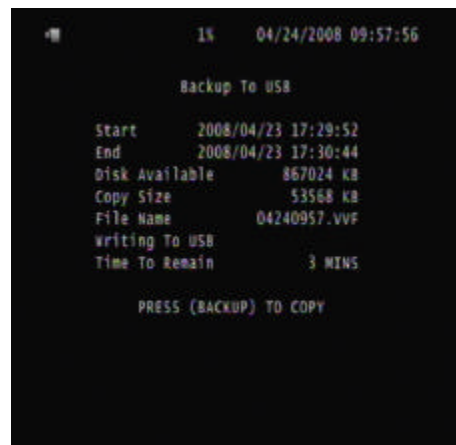 1% 04/24/2008 09:57:56
Backup To USB
Start 2008/04/23 17:29:52
End 2008/04/23 17:30:44
Disk Available 867024 KB
Copy Size 53568 KB
File Name 04240957.VVF
Writing To USB
Time To Remain 3 MINS
PRESS (BACKUP) TO COPY